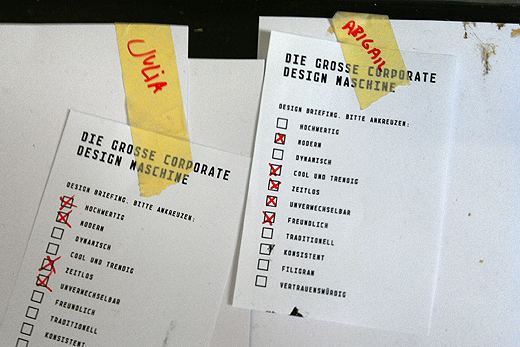 JULIA
DIE GROSSE CORPORATE
DESIGN MASCHINE
DESIGN BRIEFING. BITTE ANKREUZEN:
HOCHWERTIG
MODERN
DYNAMISCH
COOL UND TRENDIG
ZEITLOS
UNVERWECHSELBAR
FREUNDLICH
TRADITIONELL
KONSISTENT
ABIGAIL
DIE GROSSE CORPORATE
DESIGN MASCHINE
DESIGN BRIEFING. BITTE ANKREUZEN:
HOCHWERTIG
MODERN
DYNAMISCH
COOL UND TRENDIG
ZEITLOS
UNVERWECHSELBAR
FREUNDLICH
TRADITIONELL
KONSISTENT
FILIGRAN
VERTRAUENSWÜRDIG